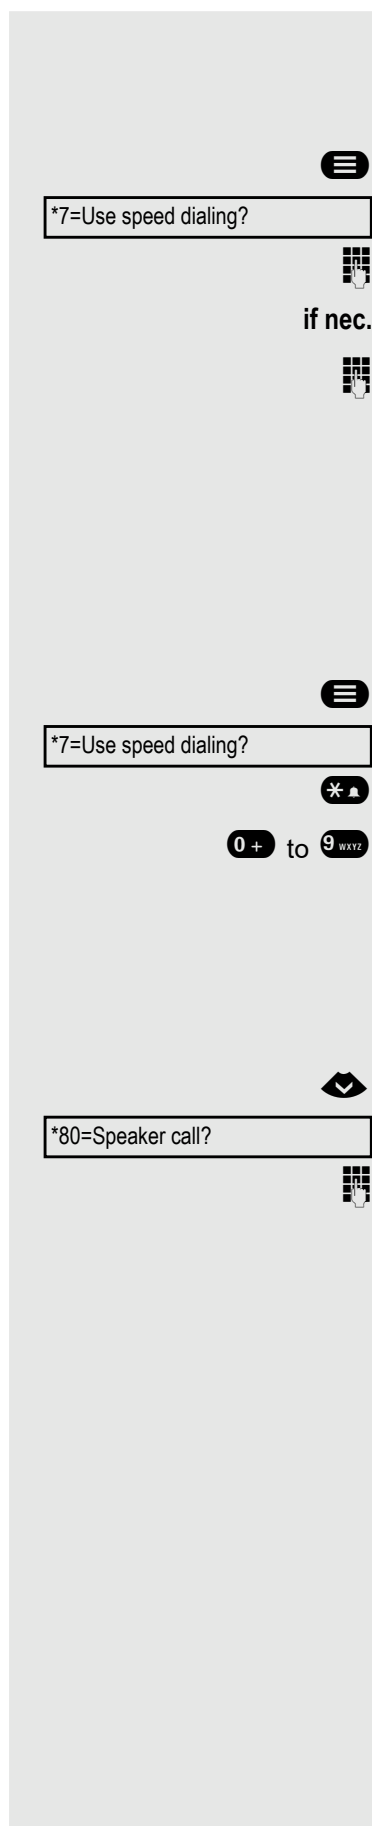 *7=Use speed dialing?
if nec.
*7=Use speed dialing?
0 + to 9 WXYZ
*80=Speaker call?